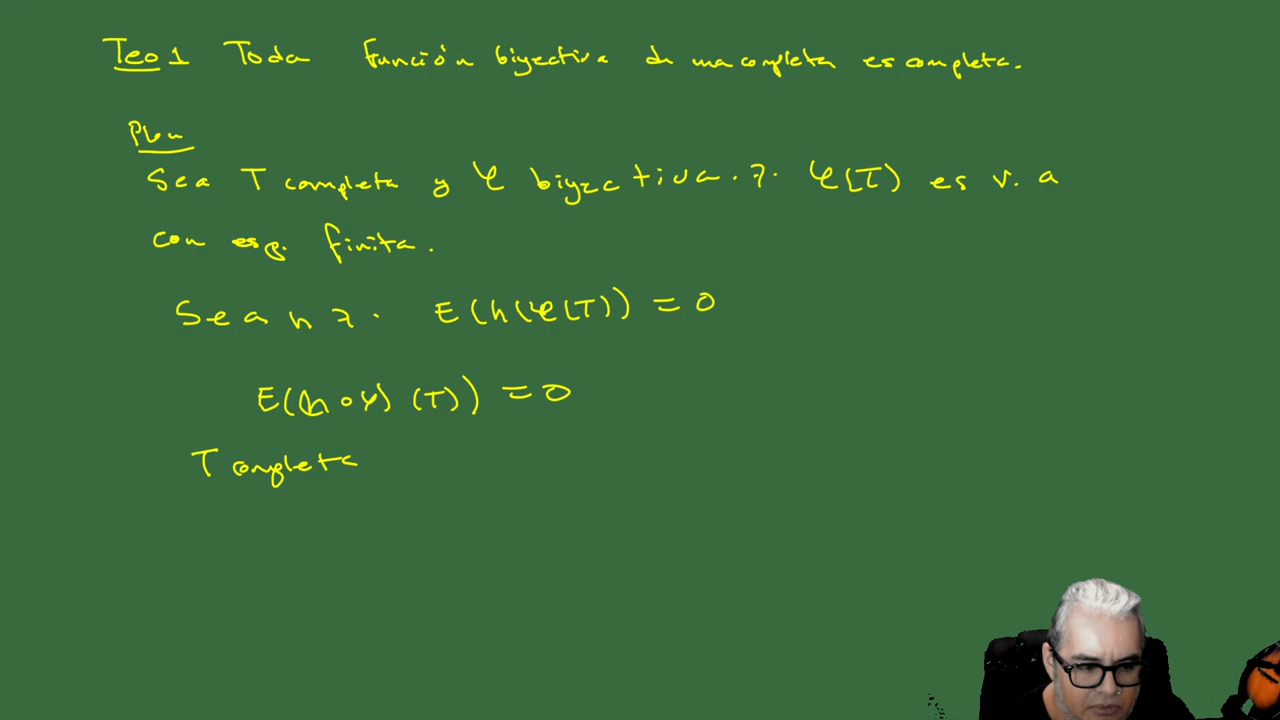 Teo 1 Toda función biyectiva de una completa es completa.
Plan
Sea T completa y φ biyectiva . φ(T) es v. a
con esp. finita.
Sea h . E(h(φ(T)) = 0
E((h∘φ) (T)) = 0
T completa